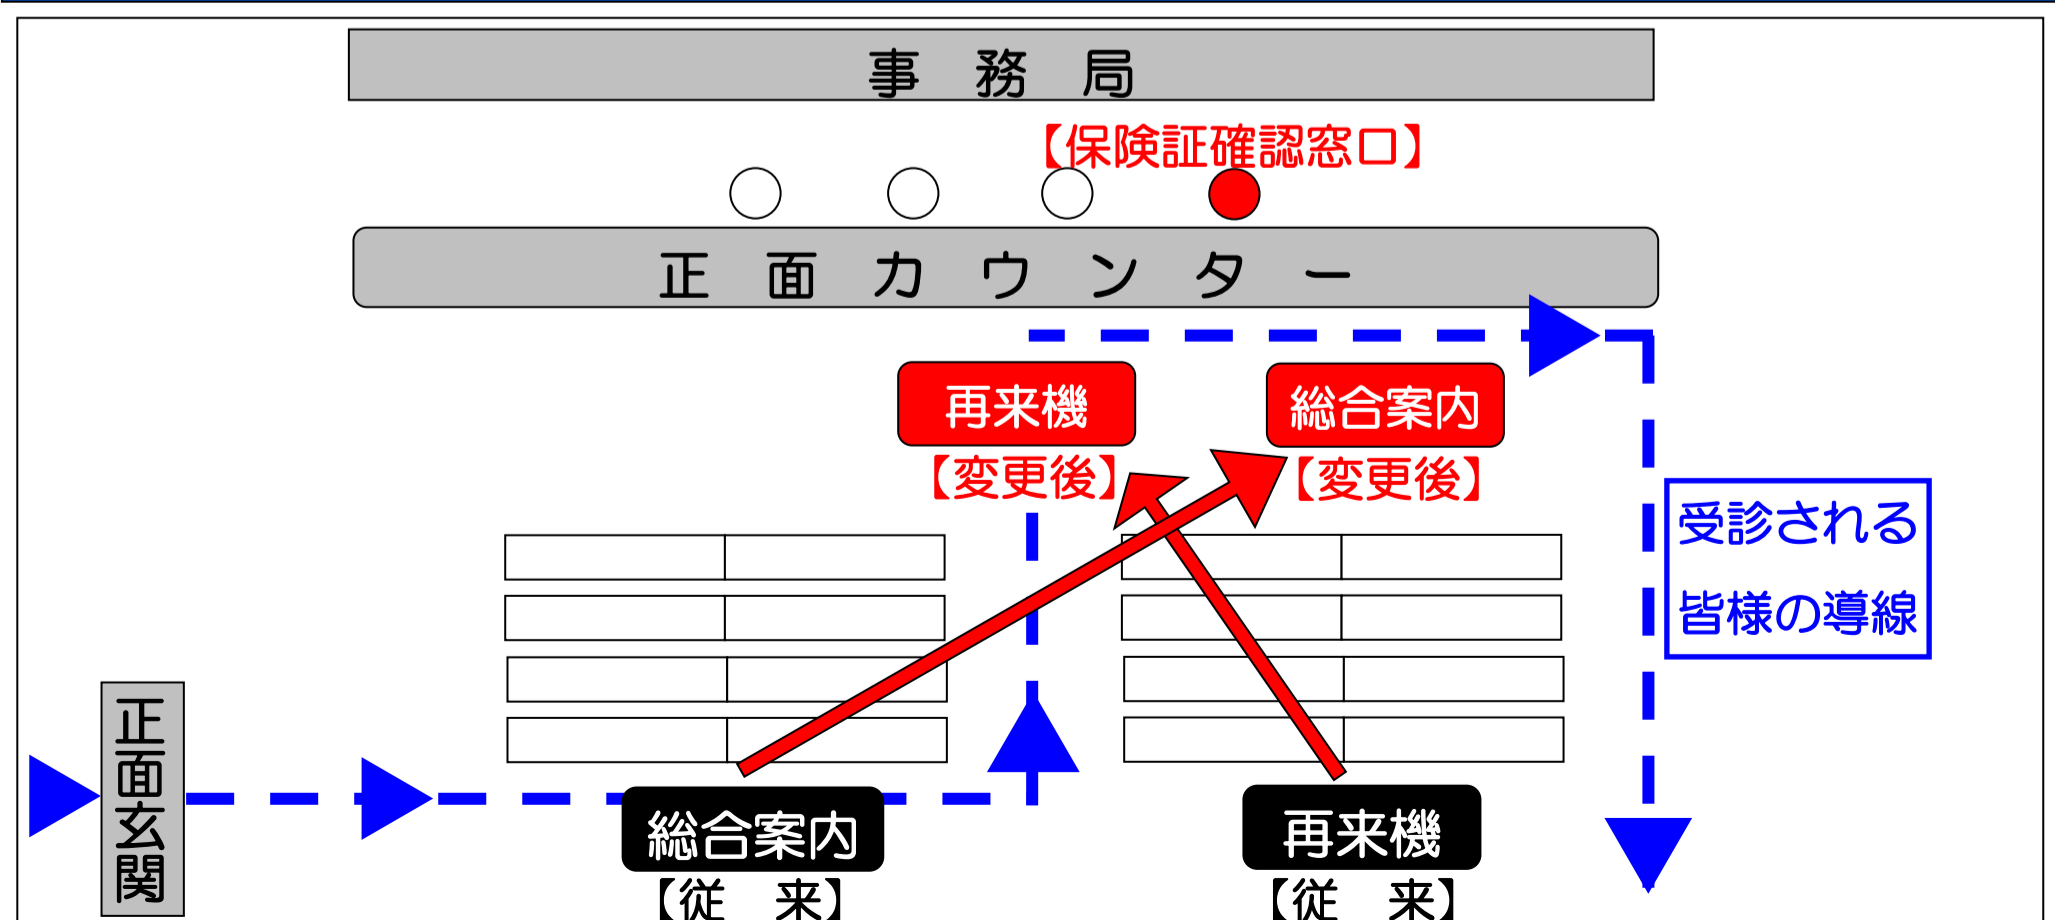 事務局
【保険証確認窓口】
正面カウンター
再来機
総合案内
【変更後】
【変更後】
受診される
皆様の導線
正面玄関
総合案内
再来機
【従　来】
【従　来】